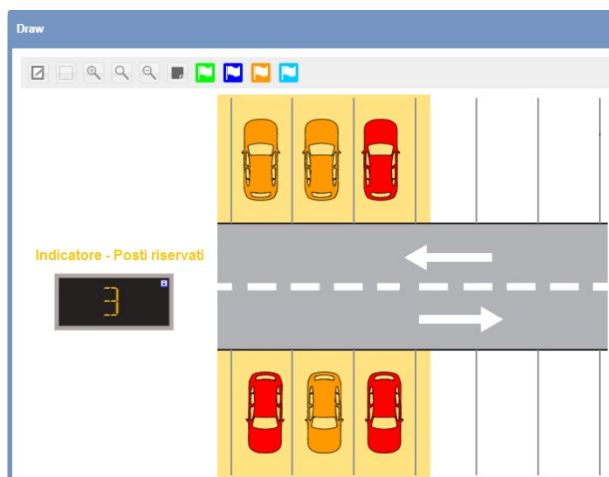 Draw
Indicatore - Posti riservati
3